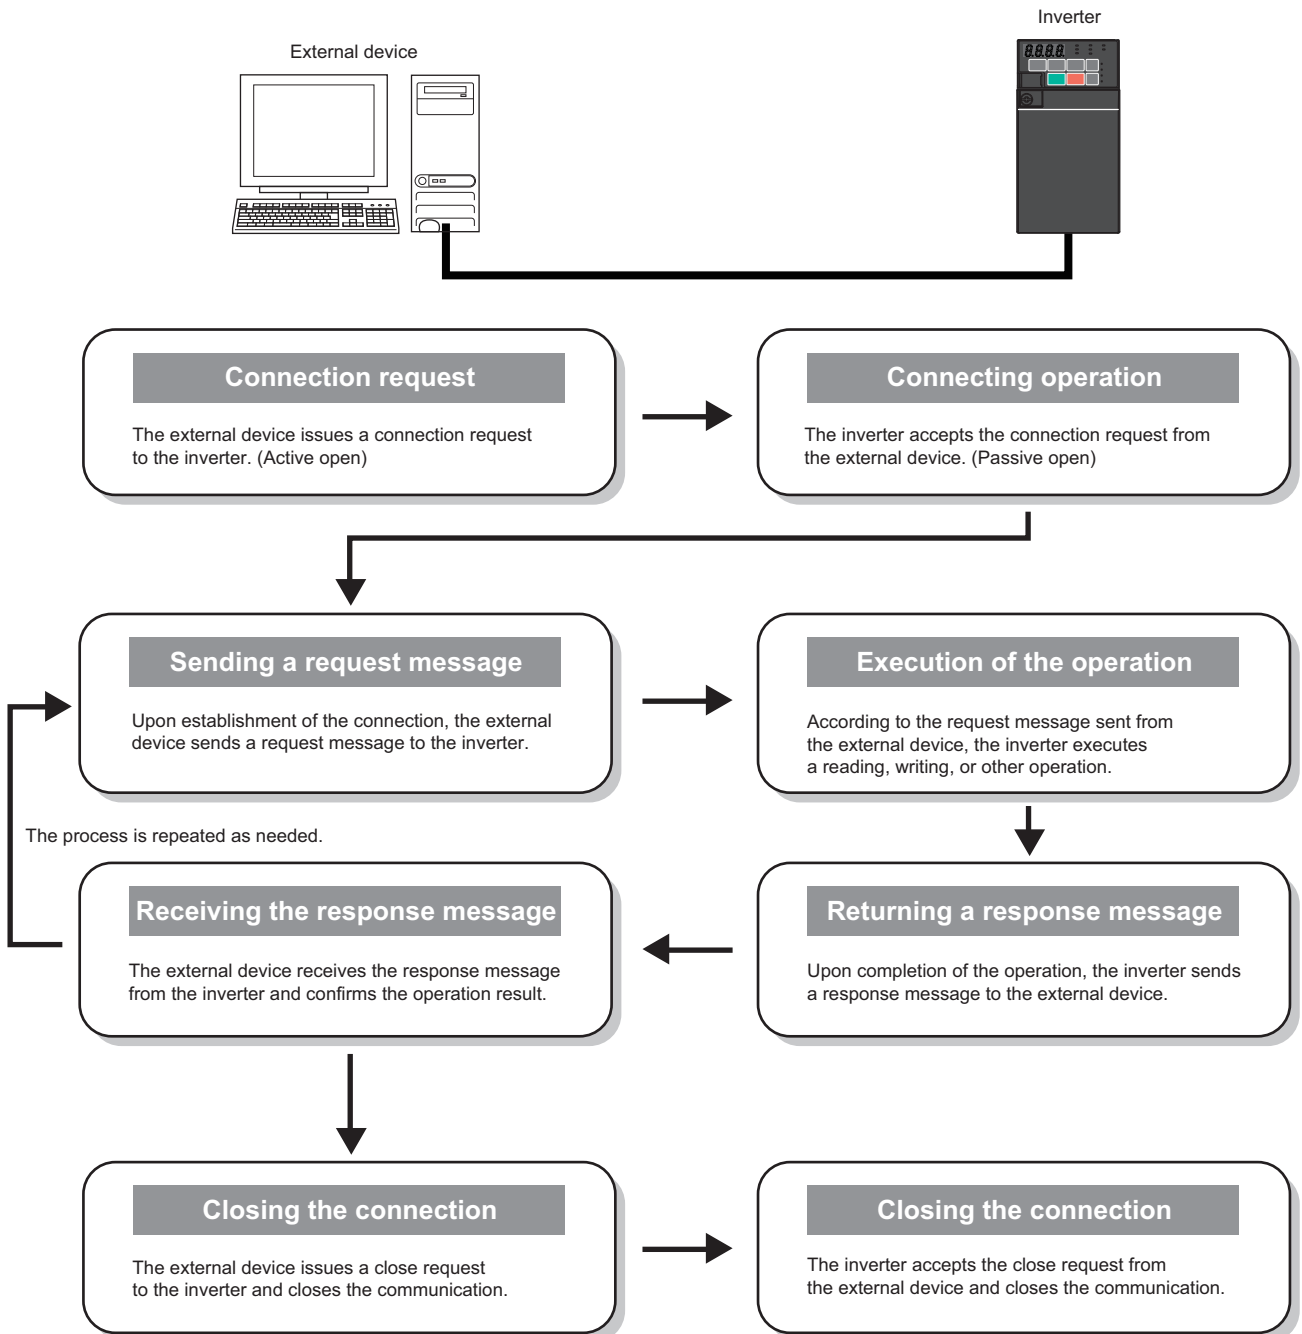 Inverter
External device
8.8.8.8.
Connection request
The external device issues a connection request
to the inverter. (Active open)
Connecting operation
The inverter accepts the connection request from
the external device. (Passive open)
Sending a request message
Upon establishment of the connection, the external
device sends a request message to the inverter.
Execution of the operation
According to the request message sent from
the external device, the inverter executes
a reading, writing, or other operation.
The process is repeated as needed.
Receiving the response message
The external device receives the response message
from the inverter and confirms the operation result.
Returning a response message
Upon completion of the operation, the inverter sends
a response message to the external device.
Closing the connection
The external device issues a close request
to the inverter and closes the communication.
Closing the connection
The inverter accepts the close request from
the external device and closes the communication.